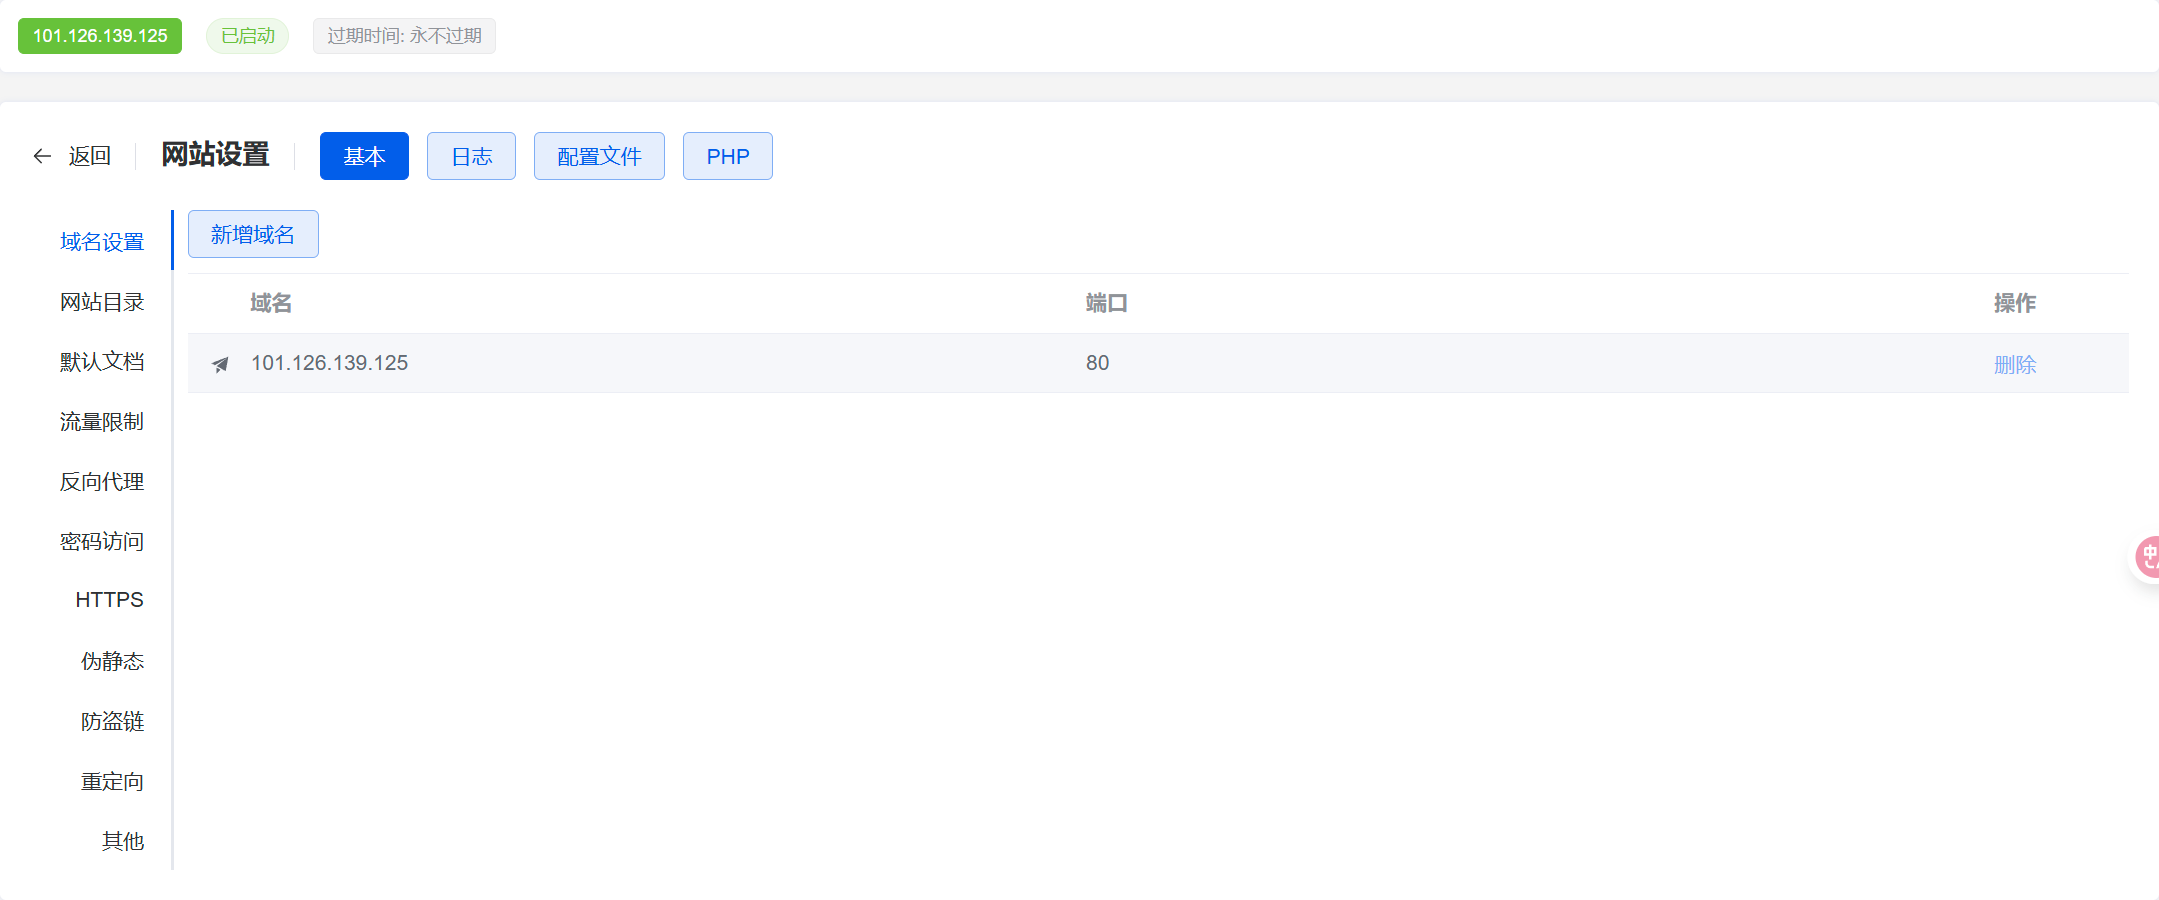 101.126.139.125 已启动 过期时间: 永不过期
返回 网站设置 基本 日志 配置文件 PHP
域名设置
网站目录
默认文档
流量限制
反向代理
密码访问
HTTPS
伪静态
防盗链
重定向
其他
新增域名
域名 端口 操作
101.126.139.125 80 删除
中